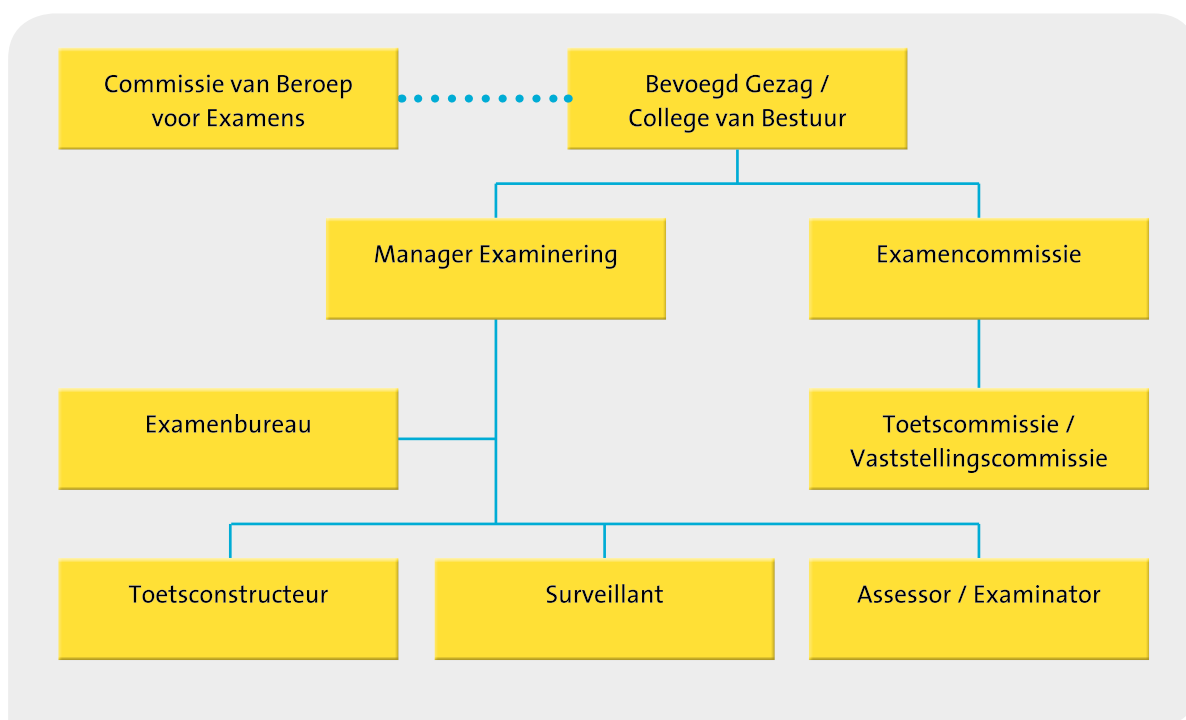 Commissie van Beroep
voor Examens
Bevoegd Gezag /
College van Bestuur
Manager Examinering
Examencommissie
Examenbureau
Toetscommissie /
Vaststellingscommissie
Toetsconstructeur
Surveillant
Assessor / Examinator